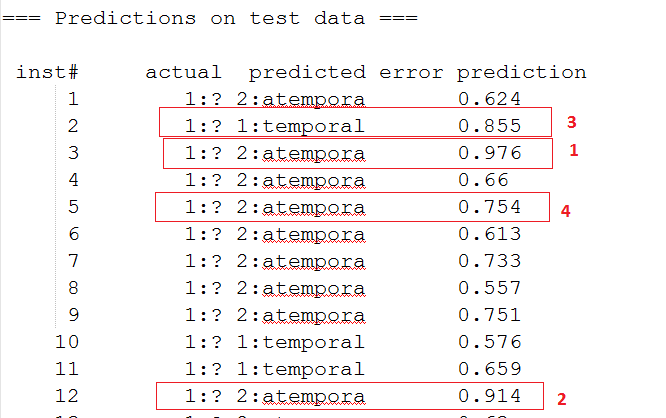 === Predictions on test data ===
inst# actual predicted error prediction
1 1:? 2:atempora 0.624
2 1:? 1:temporal 0.855 3
3 1:? 2:atempora 0.976 1
4 1:? 2:atempora 0.66
5 1:? 2:atempora 0.754 4
6 1:? 2:atempora 0.613
7 1:? 2:atempora 0.733
8 1:? 2:atempora 0.557
9 1:? 2:atempora 0.751
10 1:? 1:temporal 0.576
11 1:? 1:temporal 0.659
12 1:? 2:atempora 0.914 2